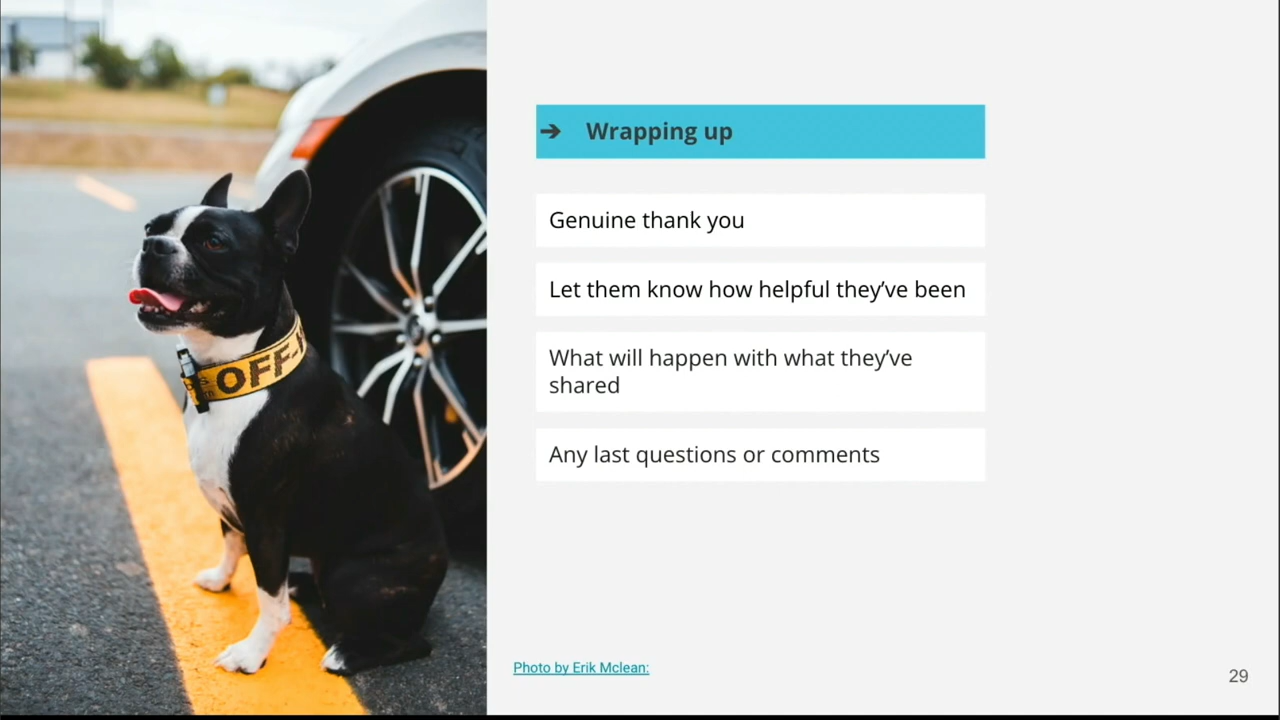 ➔ Wrapping up
Genuine thank you
Let them know how helpful they’ve been
What will happen with what they’ve
shared
Any last questions or comments
OFF-
Photo by Erik Mclean:
29